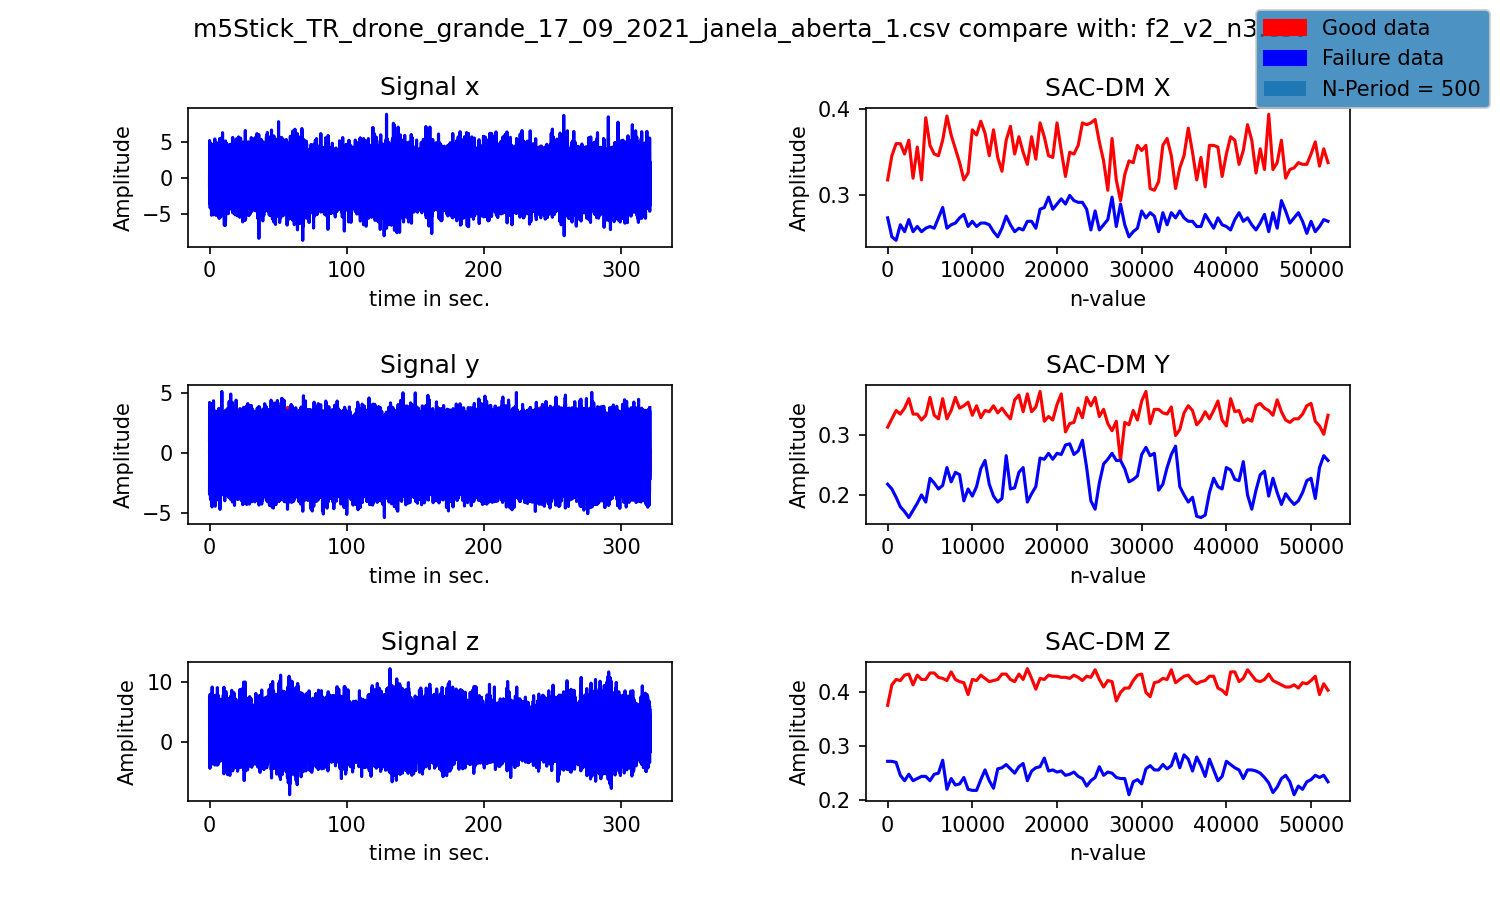 m5Stick_TR_drone_grande_17_09_2021_janela_aberta_1.csv compare with: f2_v2_n3
Good data
Failure data
N-Period = 500
Signal x
Amplitude
5
0
−5
0 100 200 300
time in sec.
SAC-DM X
Amplitude
0.4
0.3
0 10000 20000 30000 40000 50000
n-value
Signal y
Amplitude
5
0
−5
0 100 200 300
time in sec.
SAC-DM Y
Amplitude
0.3
0.2
0 10000 20000 30000 40000 50000
n-value
Signal z
Amplitude
10
0
0 100 200 300
time in sec.
SAC-DM Z
Amplitude
0.4
0.3
0.2
0 10000 20000 30000 40000 50000
n-value